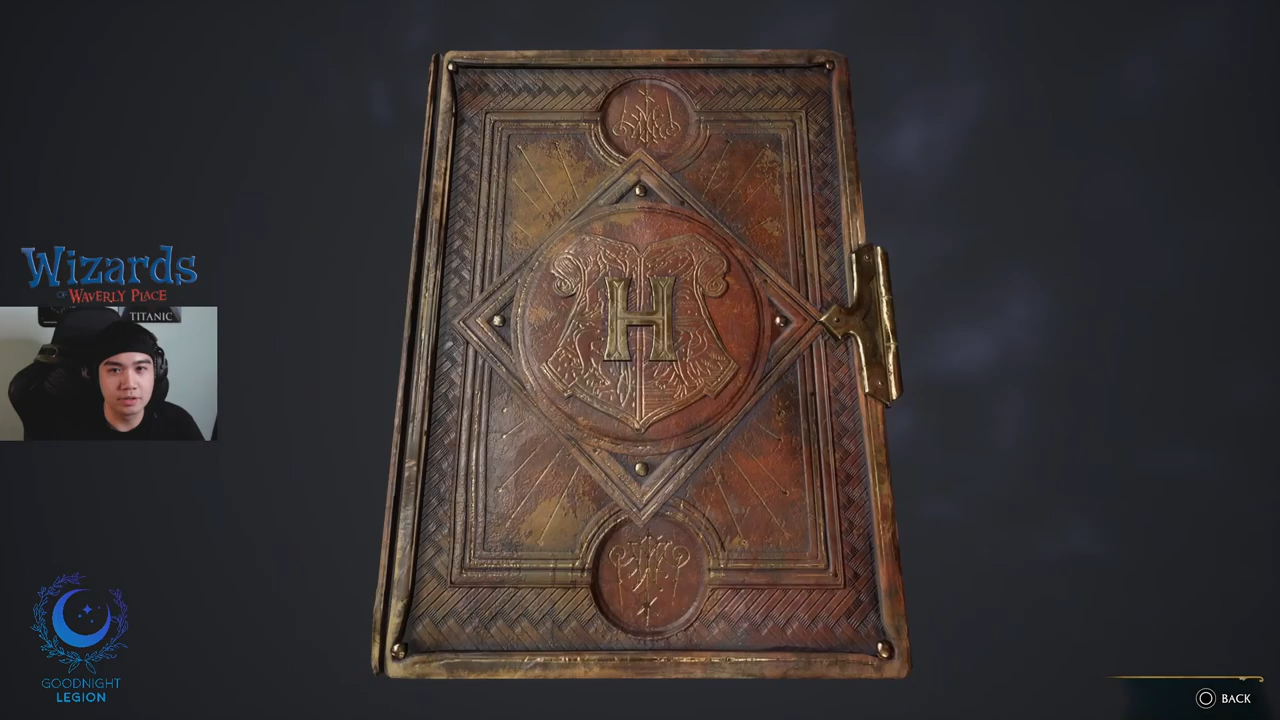 Wizards
OF WAVERLY PLACE
TITANIC
H
GOODNIGHT
LEGION
BACK